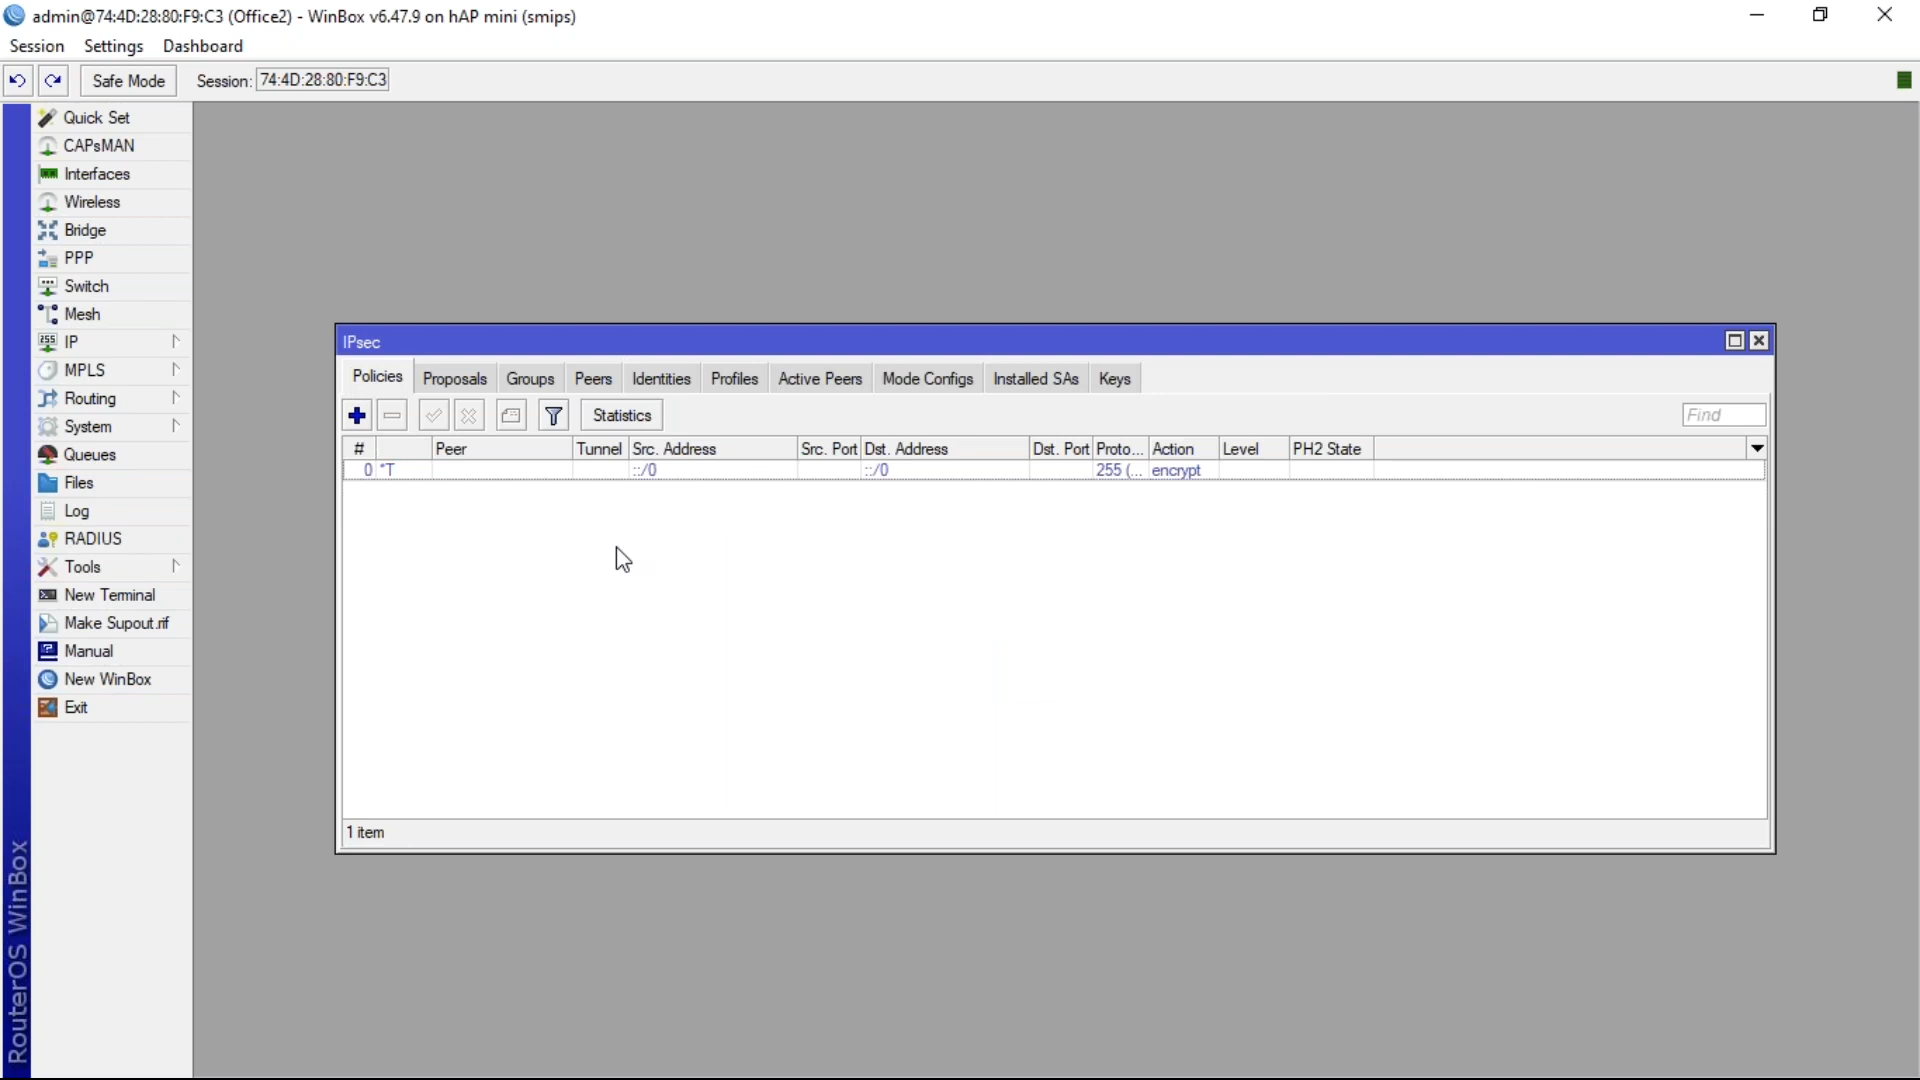 admin@74:4D:28:80:F9:C3 (Office2) - WinBox v6.47.9 on hAP mini (smips)
Session Settings Dashboard
Safe Mode Session: 74:4D:28:80:F9:C3
Quick Set
CAPsMAN
Interfaces
Wireless
Bridge
PPP
Switch
Mesh
IP
MPLS
Routing
System
Queues
Files
Log
RADIUS
Tools
New Terminal
Make Supout.rif
Manual
New WinBox
Exit
RouterOS WinBox
IPsec
Policies Proposals Groups Peers Identities Profiles Active Peers Mode Configs Installed SAs Keys
Statistics Find
# Peer Tunnel Src. Address Src. Port Dst. Address Dst. Port Proto... Action Level PH2 State
0 *T ::/0 ::/0 255 (... encrypt
1 item